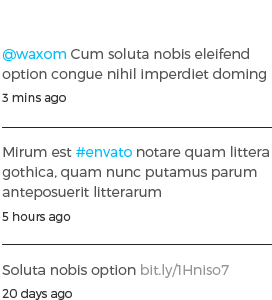 @waxom Cum soluta nobis eleifend
option congue nihil imperdiet doming
3 mins ago
Mirum est #envato notare quam littera
gothica, quam nunc putamus parum
anteposuerit litterarum
5 hours ago
Soluta nobis option bit.ly/1Hniso7
20 days ago